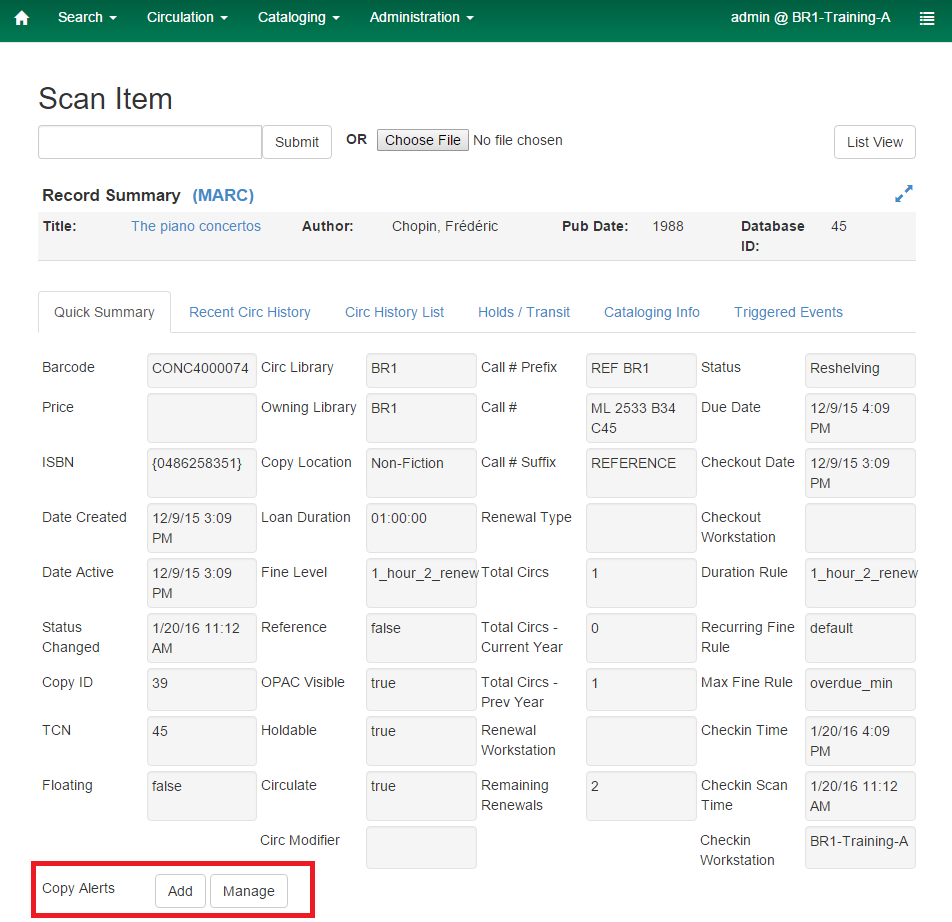 Search Circulation Cataloging Administration admin @ BR1-Training-A
Scan Item
Submit OR Choose File No file chosen List View
Record Summary (MARC)
Title: The piano concertos Author: Chopin, Frédéric Pub Date: 1988 Database ID: 45
Quick Summary Recent Circ History Circ History List Holds / Transit Cataloging Info Triggered Events
Barcode CONC4000074 Circ Library BR1 Call # Prefix REF BR1 Status Reshelving
Price Owning Library BR1 Call # ML 2533 B34 C45 Due Date 12/9/15 4:09 PM
ISBN {0486258351} Copy Location Non-Fiction Call # Suffix REFERENCE Checkout Date 12/9/15 3:09 PM
Date Created 12/9/15 3:09 PM Loan Duration 01:00:00 Renewal Type Checkout Workstation
Date Active 12/9/15 3:09 PM Fine Level 1_hour_2_renew Total Circs 1 Duration Rule 1_hour_2_renew
Status Changed 1/20/16 11:12 AM Reference false Total Circs - Current Year 0 Recurring Fine Rule default
Copy ID 39 OPAC Visible true Total Circs - Prev Year 1 Max Fine Rule overdue_min
TCN 45 Holdable true Renewal Workstation Checkin Time 1/20/16 4:09 PM
Floating false Circulate true Remaining Renewals 2 Checkin Scan Time 1/20/16 11:12 AM
Circ Modifier Checkin Workstation BR1-Training-A
Copy Alerts Add Manage